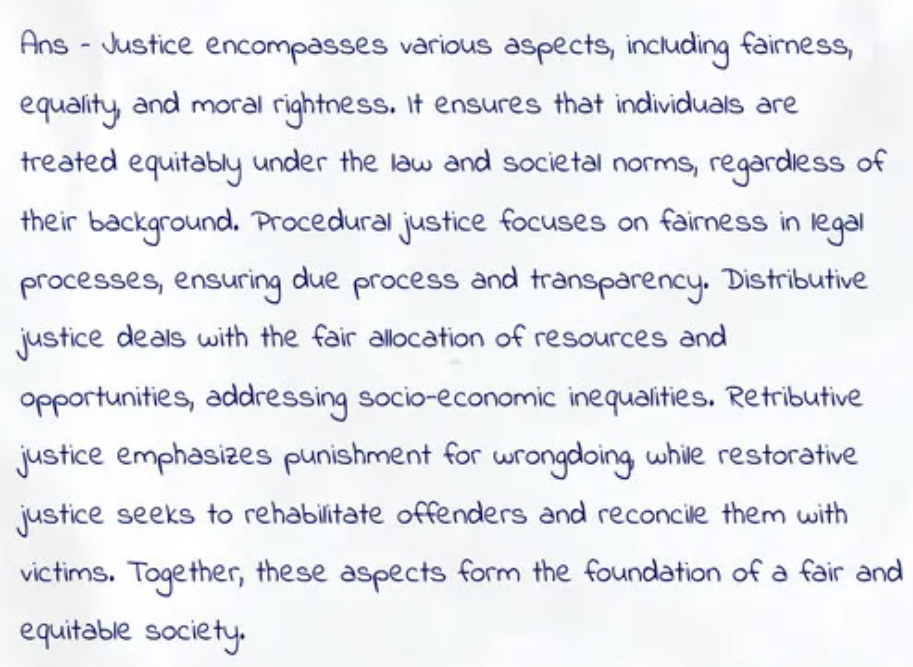 Ans - Justice encompasses various aspects, including fairness,
equality, and moral rightness. It ensures that individuals are
treated equitably under the law and societal norms, regardless of
their background. Procedural justice focuses on fairness in legal
processes, ensuring due process and transparency. Distributive
justice deals with the fair allocation of resources and
opportunities, addressing socio-economic inequalities. Retributive
justice emphasizes punishment for wrongdoing, while restorative
justice seeks to rehabilitate offenders and reconcile them with
victims. Together, these aspects form the foundation of a fair and
equitable society.